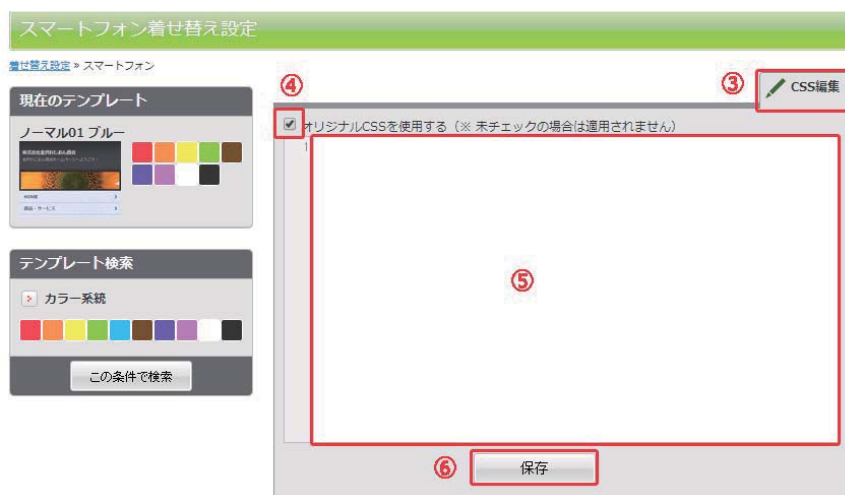 スマートフォン着せ替え設定
着せ替え設定 » スマートフォン
現在のテンプレート
ノーマル01 ブルー
テンプレート検索
カラー系統
この条件で検索
③
CSS編集
④
オリジナルCSSを使用する（※ 未チェックの場合は適用されません）
1
⑤
⑥
保存